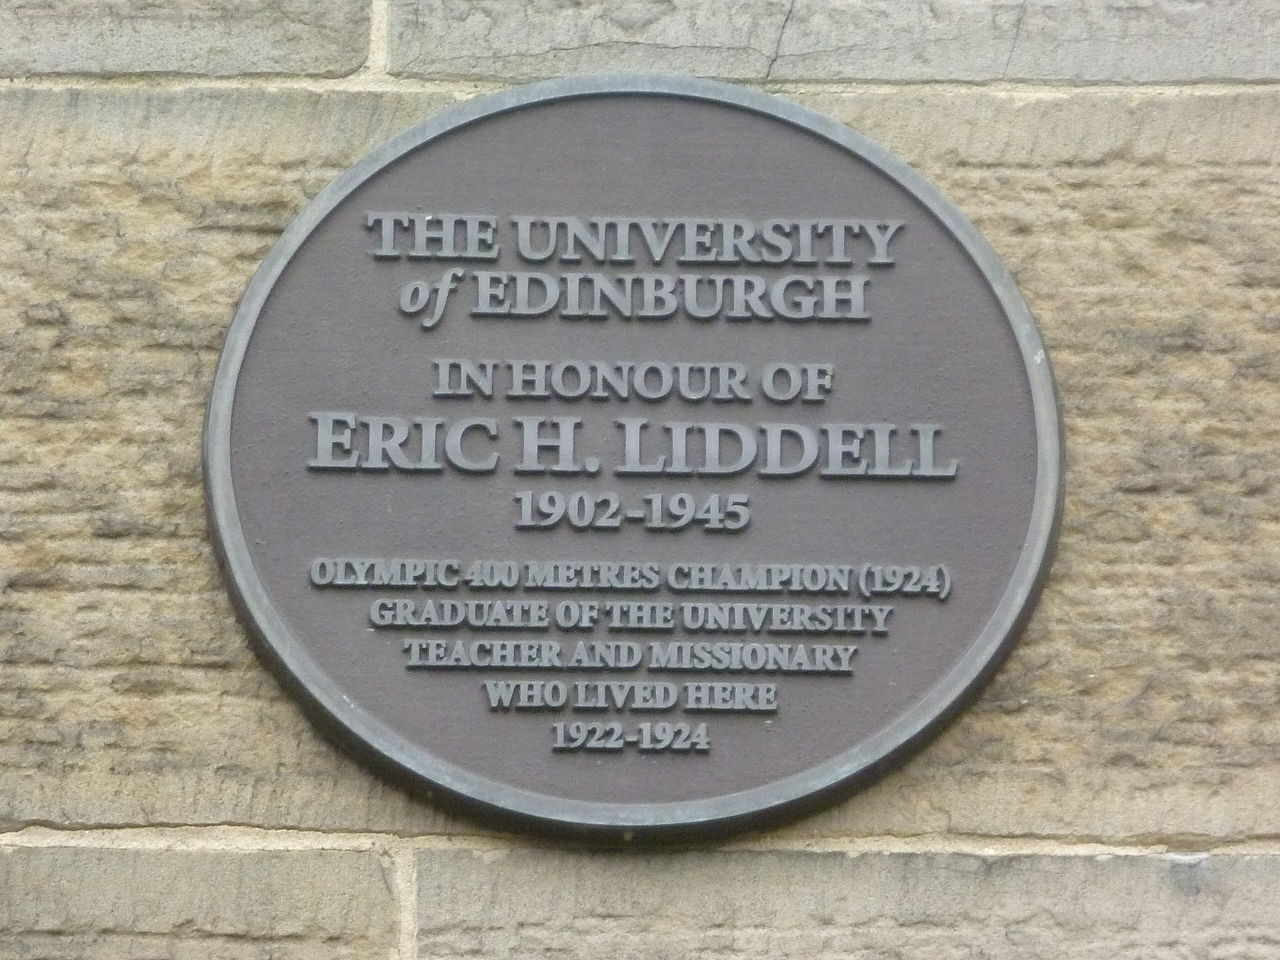 THE UNIVERSITY
of EDINBURGH
IN HONOUR OF
ERIC H. LIDDELL
1902-1945
OLYMPIC 400 METRES CHAMPION (1924)
GRADUATE OF THE UNIVERSITY
TEACHER AND MISSIONARY
WHO LIVED HERE
1922-1924